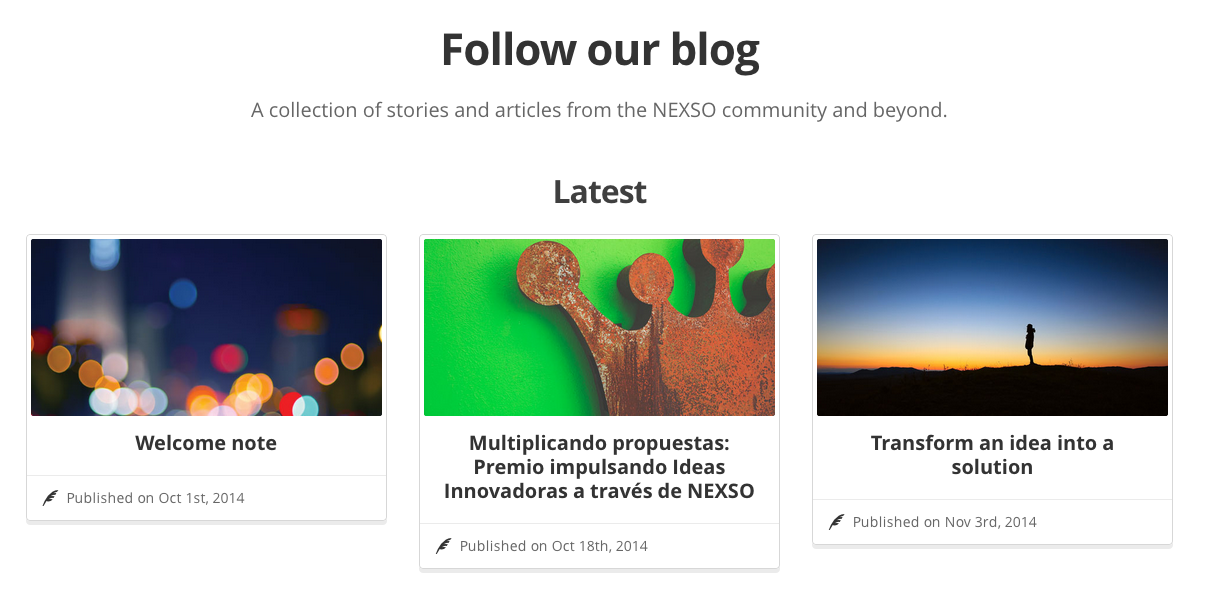 Follow our blog
A collection of stories and articles from the NEXSO community and beyond.
Latest
Welcome note
Published on Oct 1st, 2014
Multiplicando propuestas:
Premio impulsando Ideas
Innovadoras a través de NEXSO
Published on Oct 18th, 2014
Transform an idea into a
solution
Published on Nov 3rd, 2014